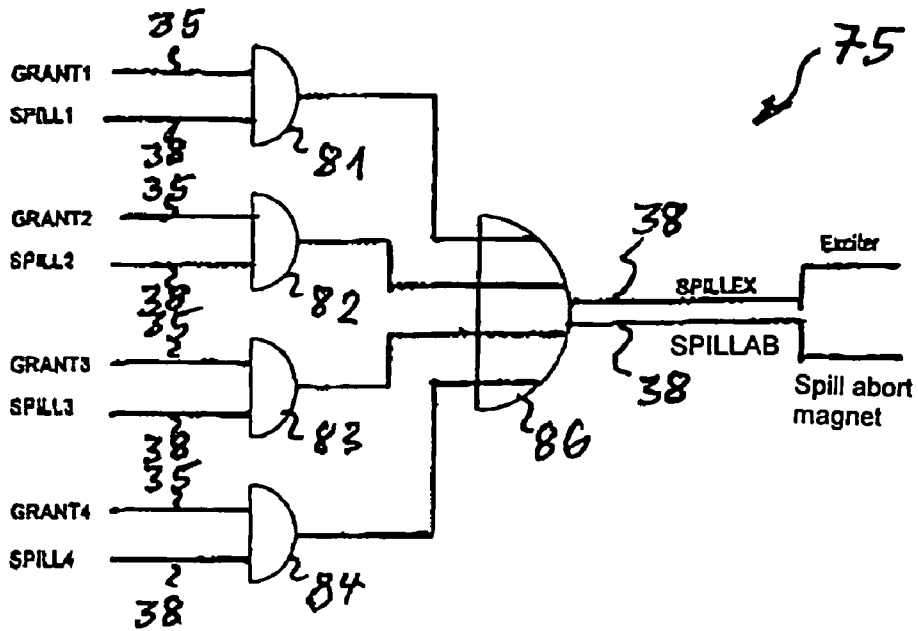 35
75
GRANT1
SPILL1
38
81
35
GRANT2
SPILL2
38
82
35
GRANT3
SPILL3
38
83
35
GRANT4
SPILL4
38
84
86
38
SPILLEX
Exciter
SPILLAB
38
Spill abort
magnet